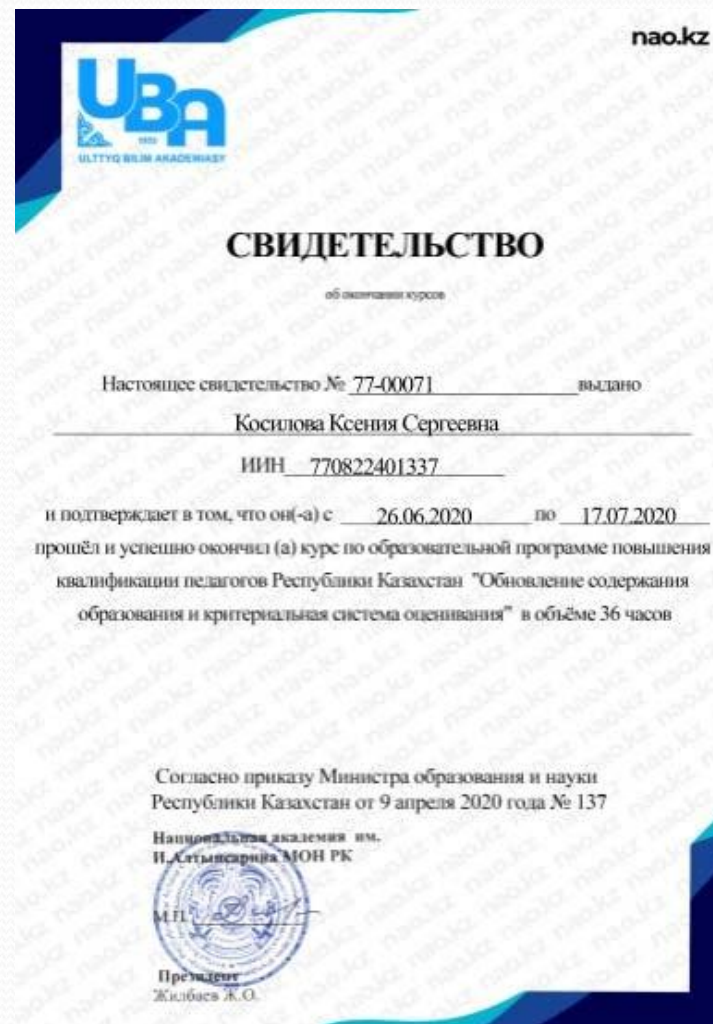 nao.kz
UBA
1933
ULTTYQ BILIM AKADEMIASY
СВИДЕТЕЛЬСТВО
об окончании курсов
Настоящее свидетельство № 77-00071 выдано
Косилова Ксения Сергеевна
ИИН 770822401337
и подтверждает в том, что он(-а) с 26.06.2020 по 17.07.2020
прошёл и успешно окончил (а) курс по образовательной программе повышения
квалификации педагогов Республики Казахстан "Обновление содержания
образования и критериальная система оценивания" в объёме 36 часов
Согласно приказу Министра образования и науки
Республики Казахстан от 9 апреля 2020 года № 137
Национальная академия им.
И.Алтынсарина МОН РК
М.П.
Президент
Жилбаев Ж.О.